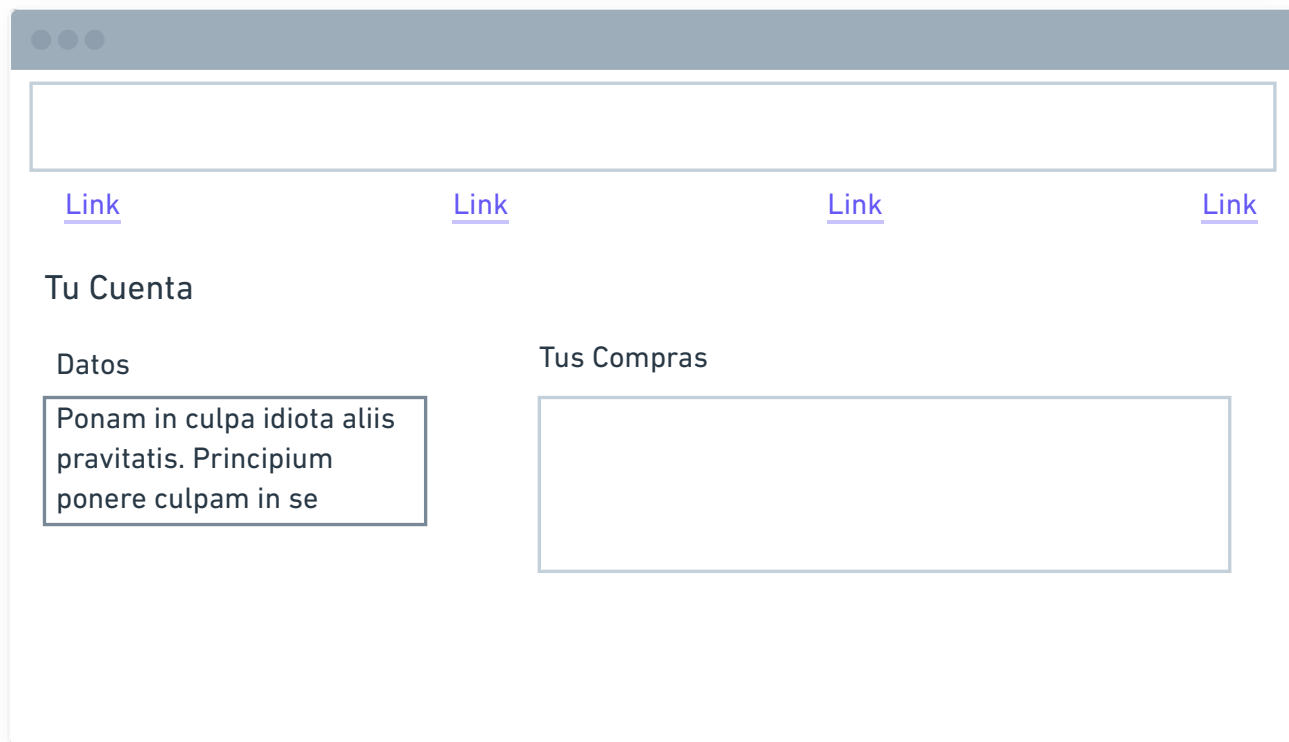 Link
Link
Link
Link
Tu Cuenta
Datos
Ponam in culpa idiota aliis
pravitatis. Principium
ponere culpam in se
Tus Compras